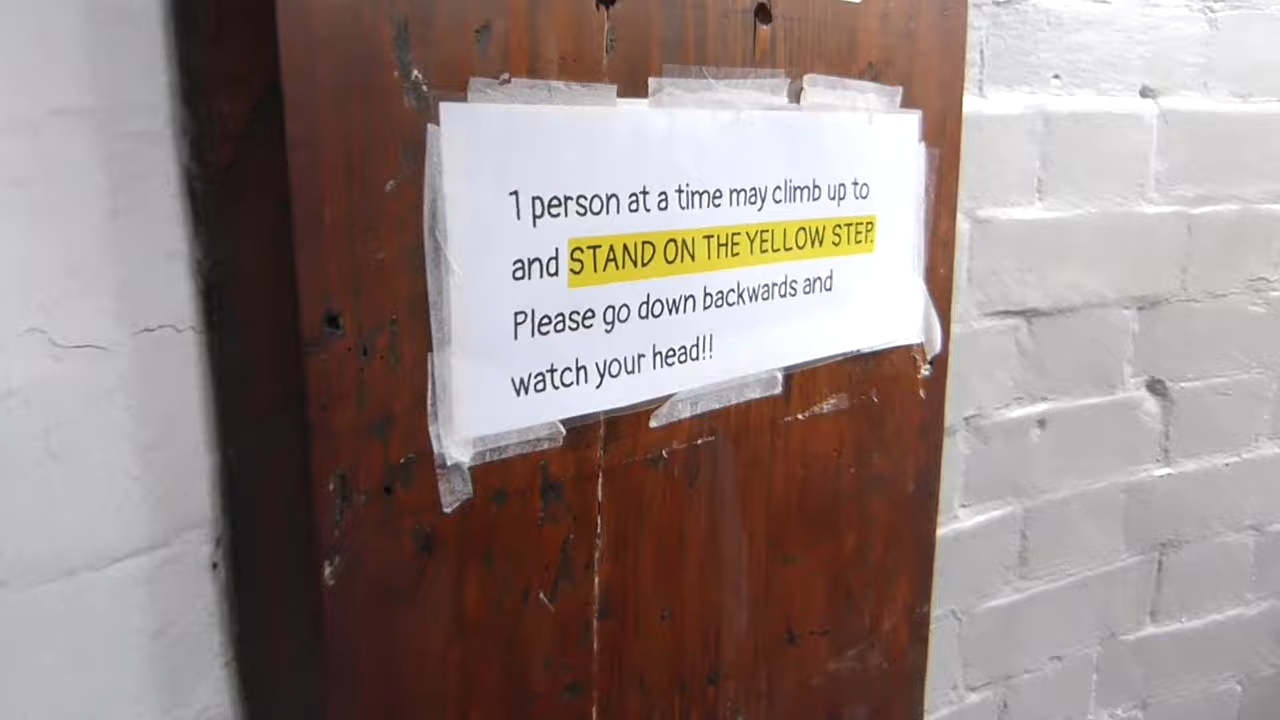 1 person at a time may climb up to
and STAND ON THE YELLOW STEP.
Please go down backwards and
watch your head!!